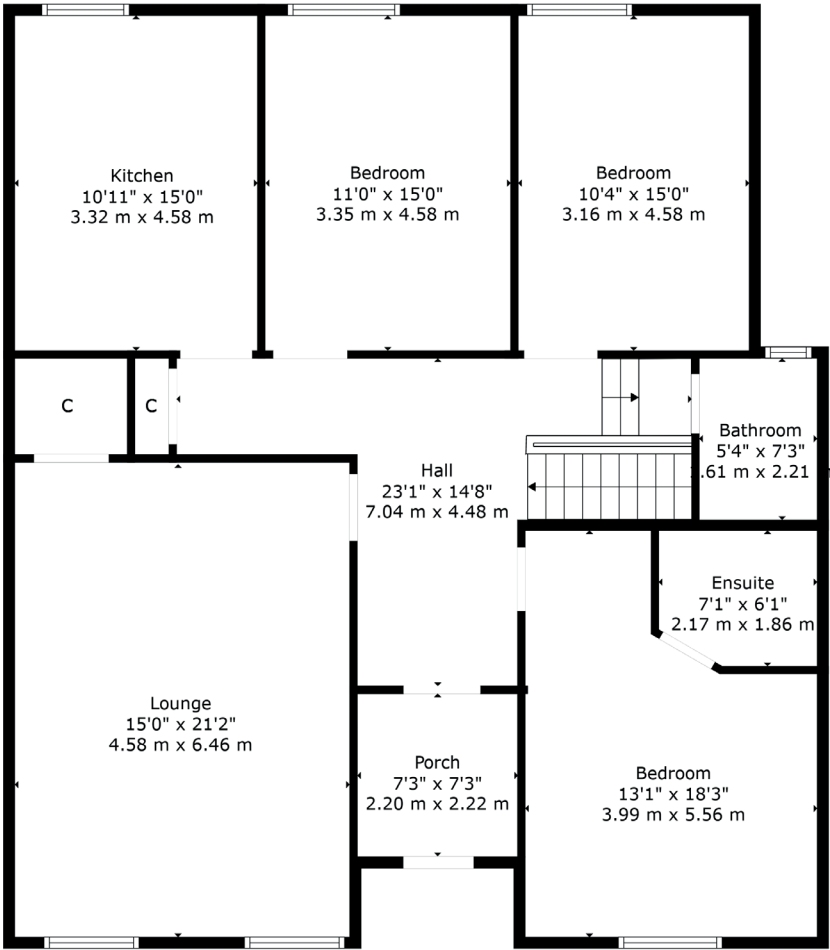 Kitchen
10'11" x 15'0"
3.32 m x 4.58 m
Bedroom
11'0" x 15'0"
3.35 m x 4.58 m
Bedroom
10'4" x 15'0"
3.16 m x 4.58 m
C
C
Bathroom
5'4" x 7'3"
.61 m x 2.21
Hall
23'1" x 14'8"
7.04 m x 4.48 m
Ensuite
7'1" x 6'1"
2.17 m x 1.86 m
Lounge
15'0" x 21'2"
4.58 m x 6.46 m
Porch
7'3" x 7'3"
2.20 m x 2.22 m
Bedroom
13'1" x 18'3"
3.99 m x 5.56 m